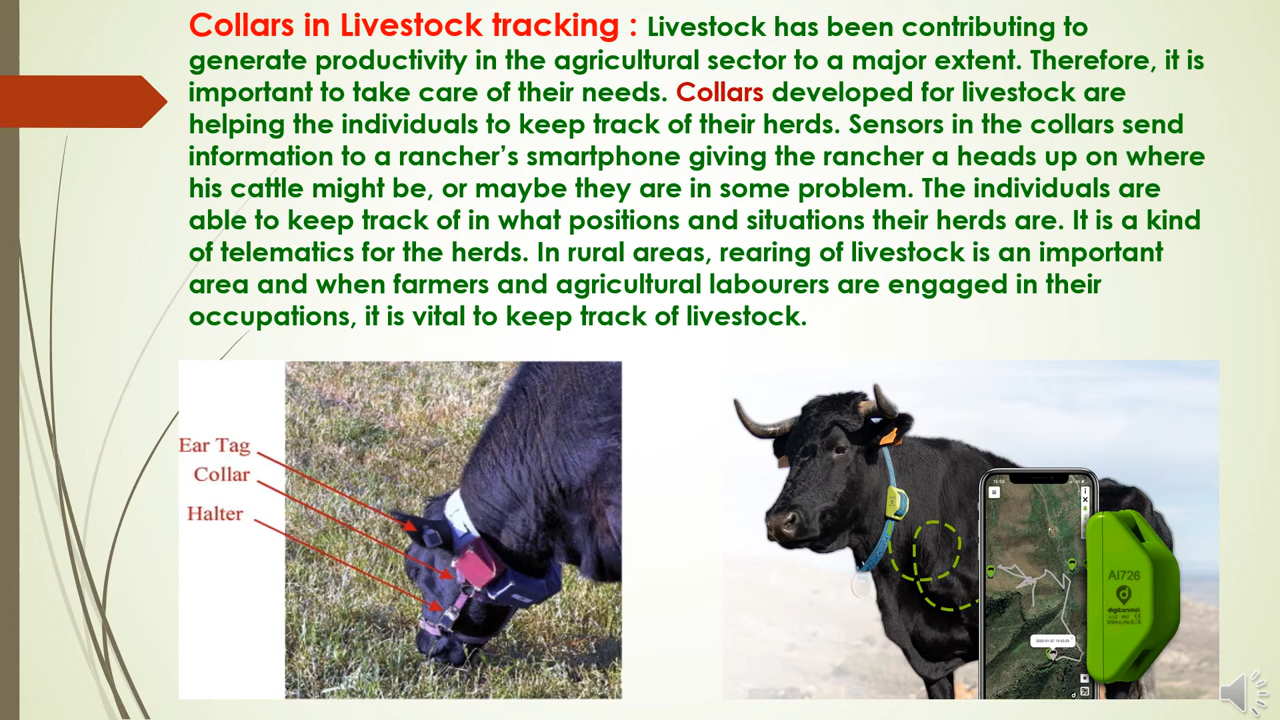 Collars in Livestock tracking : Livestock has been contributing to
generate productivity in the agricultural sector to a major extent. Therefore, it is
important to take care of their needs. Collars developed for livestock are
helping the individuals to keep track of their herds. Sensors in the collars send
information to a rancher’s smartphone giving the rancher a heads up on where
his cattle might be, or maybe they are in some problem. The individuals are
able to keep track of in what positions and situations their herds are. It is a kind
of telematics for the herds. In rural areas, rearing of livestock is an important
area and when farmers and agricultural labourers are engaged in their
occupations, it is vital to keep track of livestock.
Ear Tag
Collar
Halter
AI726
digitanimal